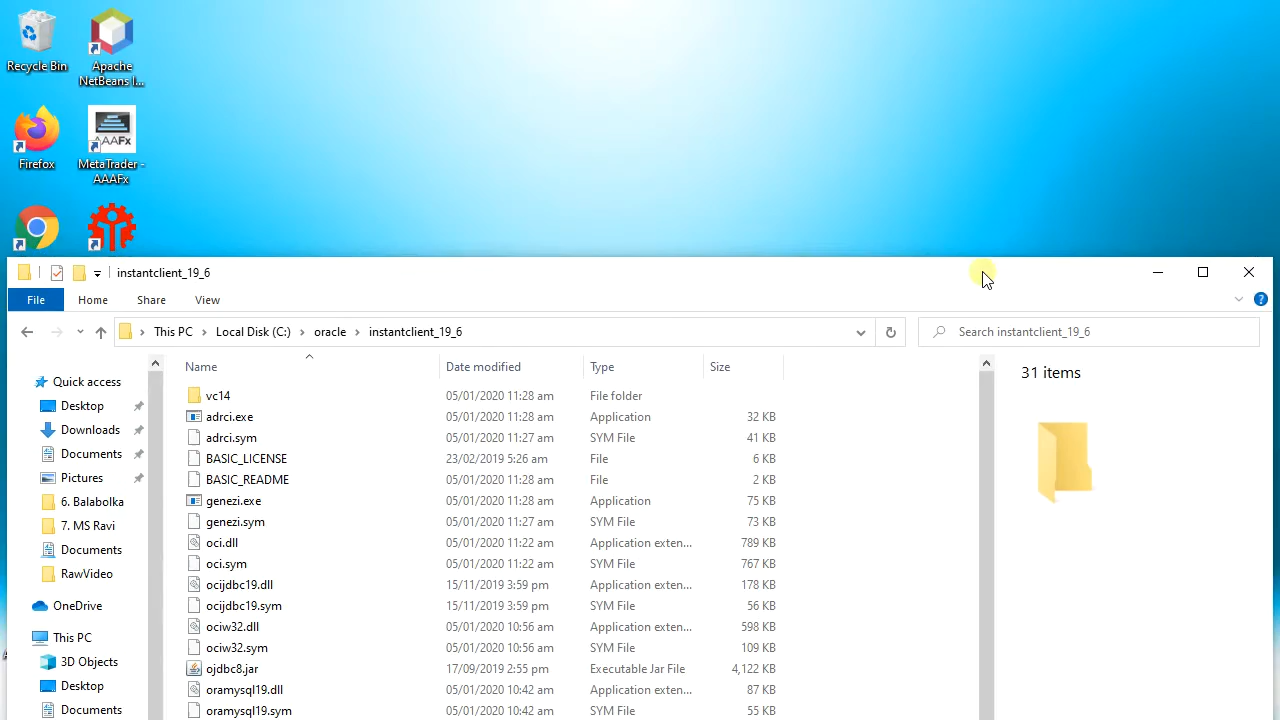 Recycle Bin
Apache
NetBeans I...
Firefox
MetaTrader -
AAAFx
AAAFx
instantclient_19_6
File
Home
Share
View
This PC
Local Disk (C:)
oracle
instantclient_19_6
Search instantclient_19_6
Name
Date modified
Type
Size
31 items
Quick access
Desktop
Downloads
Documents
Pictures
6. Balabolka
7. MS Ravi
Documents
RawVideo
OneDrive
This PC
3D Objects
Desktop
Documents
vc14 05/01/2020 11:28 am File folder
adrci.exe 05/01/2020 11:28 am Application 32 KB
adrci.sym 05/01/2020 11:27 am SYM File 41 KB
BASIC_LICENSE 23/02/2019 5:26 am File 6 KB
BASIC_README 05/01/2020 11:28 am File 2 KB
genezi.exe 05/01/2020 11:28 am Application 75 KB
genezi.sym 05/01/2020 11:27 am SYM File 73 KB
oci.dll 05/01/2020 11:22 am Application exten... 789 KB
oci.sym 05/01/2020 11:22 am SYM File 767 KB
ocijdbc19.dll 15/11/2019 3:59 pm Application exten... 178 KB
ocijdbc19.sym 15/11/2019 3:59 pm SYM File 56 KB
ociw32.dll 05/01/2020 10:56 am Application exten... 598 KB
ociw32.sym 05/01/2020 10:56 am SYM File 109 KB
ojdbc8.jar 17/09/2019 2:55 pm Executable Jar File 4,122 KB
oramysql19.dll 05/01/2020 10:42 am Application exten... 87 KB
oramysql19.sym 05/01/2020 10:42 am SYM File 55 KB